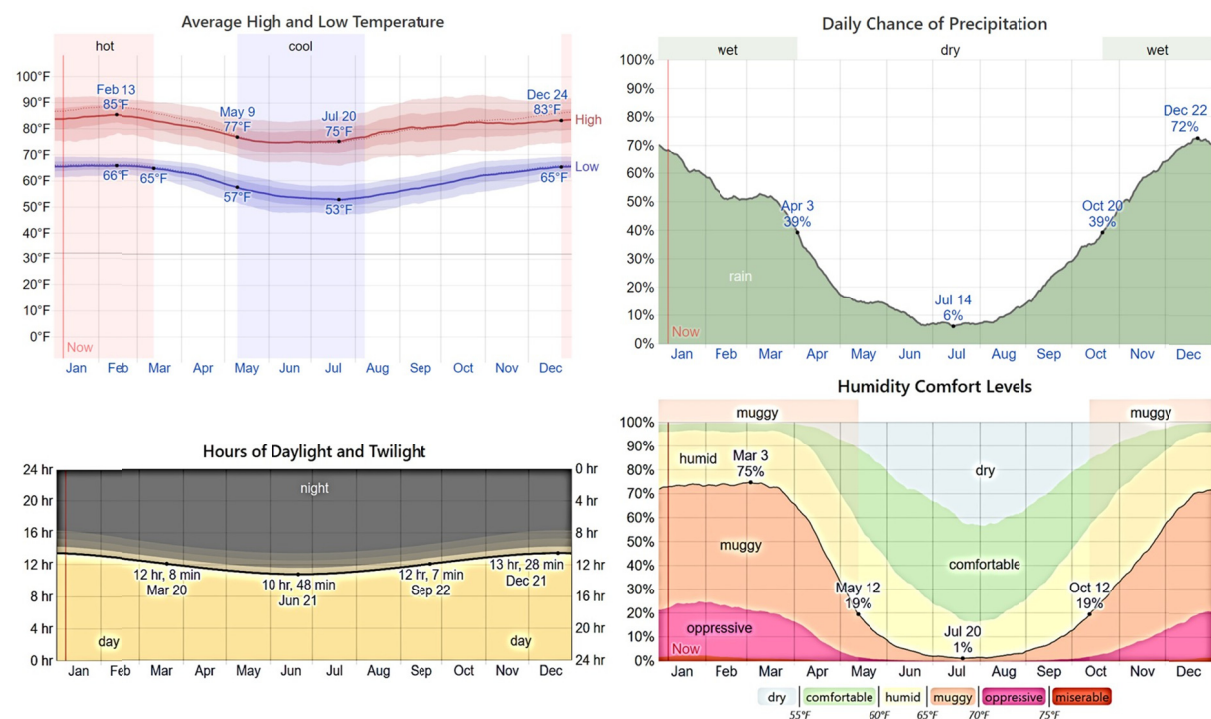 Average High and Low Temperature
hot
cool
100°F
90°F
80°F
70°F
60°F
50°F
40°F
30°F
20°F
10°F
0°F
Feb 13
85°F
May 9
77°F
Jul 20
75°F
Dec 24
83°F
High
Low
66°F
65°F
57°F
53°F
65°F
Now
Jan Feb Mar Apr May Jun Jul Aug Sep Oct Nov Dec
Daily Chance of Precipitation
wet
dry
wet
100%
90%
80%
70%
60%
50%
40%
30%
20%
10%
0%
Dec 22
72%
Apr 3
39%
Oct 20
39%
rain
Jul 14
6%
Now
Jan Feb Mar Apr May Jun Jul Aug Sep Oct Nov Dec
Hours of Daylight and Twilight
24 hr
20 hr
16 hr
12 hr
8 hr
4 hr
0 hr
0 hr
4 hr
8 hr
12 hr
16 hr
20 hr
24 hr
night
12 hr, 8 min
Mar 20
10 hr, 48 min
Jun 21
12 hr, 7 min
Sep 22
13 hr, 28 min
Dec 21
day
day
Jan Feb Mar Apr May Jun Jul Aug Sep Oct Nov Dec
Humidity Comfort Levels
muggy
muggy
100%
90%
80%
70%
60%
50%
40%
30%
20%
10%
0%
humid
Mar 3
75%
dry
muggy
comfortable
May 12
19%
Oct 12
19%
oppressive
Jul 20
1%
Now
Jan Feb Mar Apr May Jun Jul Aug Sep Oct Nov Dec
dry comfortable humid muggy oppressive miserable
55°F 60°F 65°F 70°F 75°F